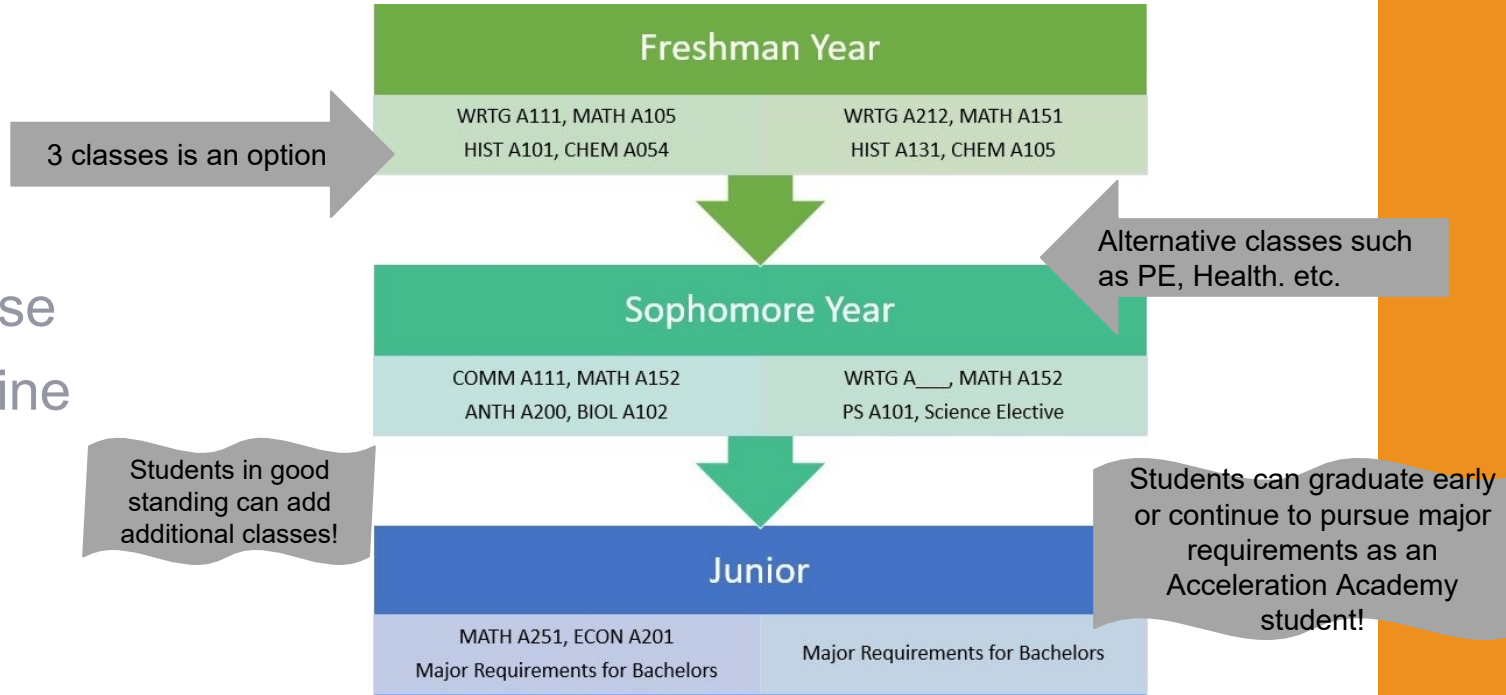 Freshman Year
WRTG A111, MATH A105
HIST A101, CHEM A054
WRTG A212, MATH A151
HIST A131, CHEM A105
3 classes is an option
Alternative classes such
as PE, Health. etc.
se
ine
Sophomore Year
COMM A111, MATH A152
ANTH A200, BIOL A102
WRTG A___, MATH A152
PS A101, Science Elective
Students in good
standing can add
additional classes!
Students can graduate early
or continue to pursue major
requirements as an
Acceleration Academy
student!
Junior
MATH A251, ECON A201
Major Requirements for Bachelors
Major Requirements for Bachelors